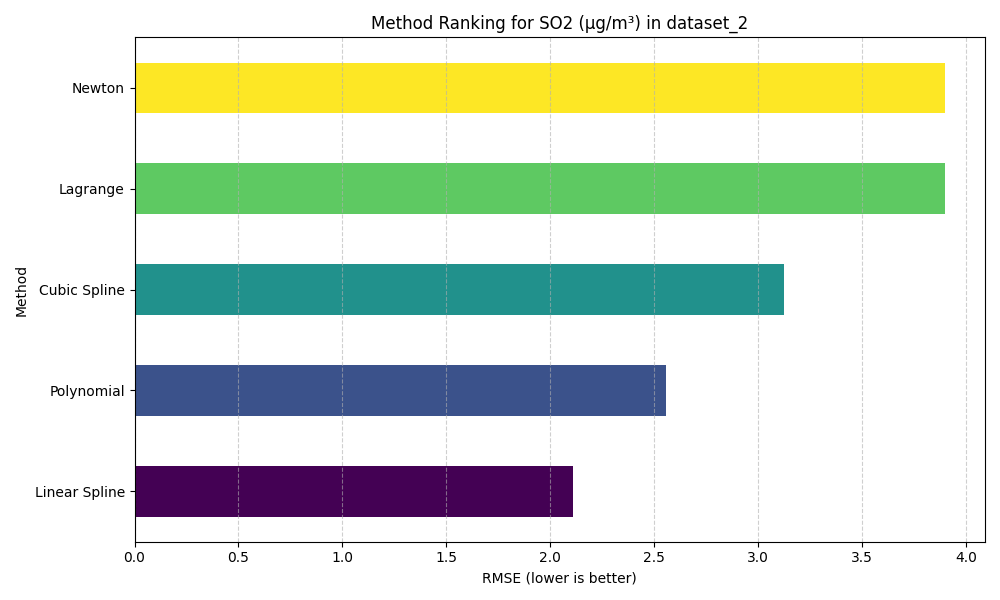 Method Ranking for SO2 (µg/m³) in dataset_2
Method
Newton
Lagrange
Cubic Spline
Polynomial
Linear Spline
0.0 0.5 1.0 1.5 2.0 2.5 3.0 3.5 4.0
RMSE (lower is better)